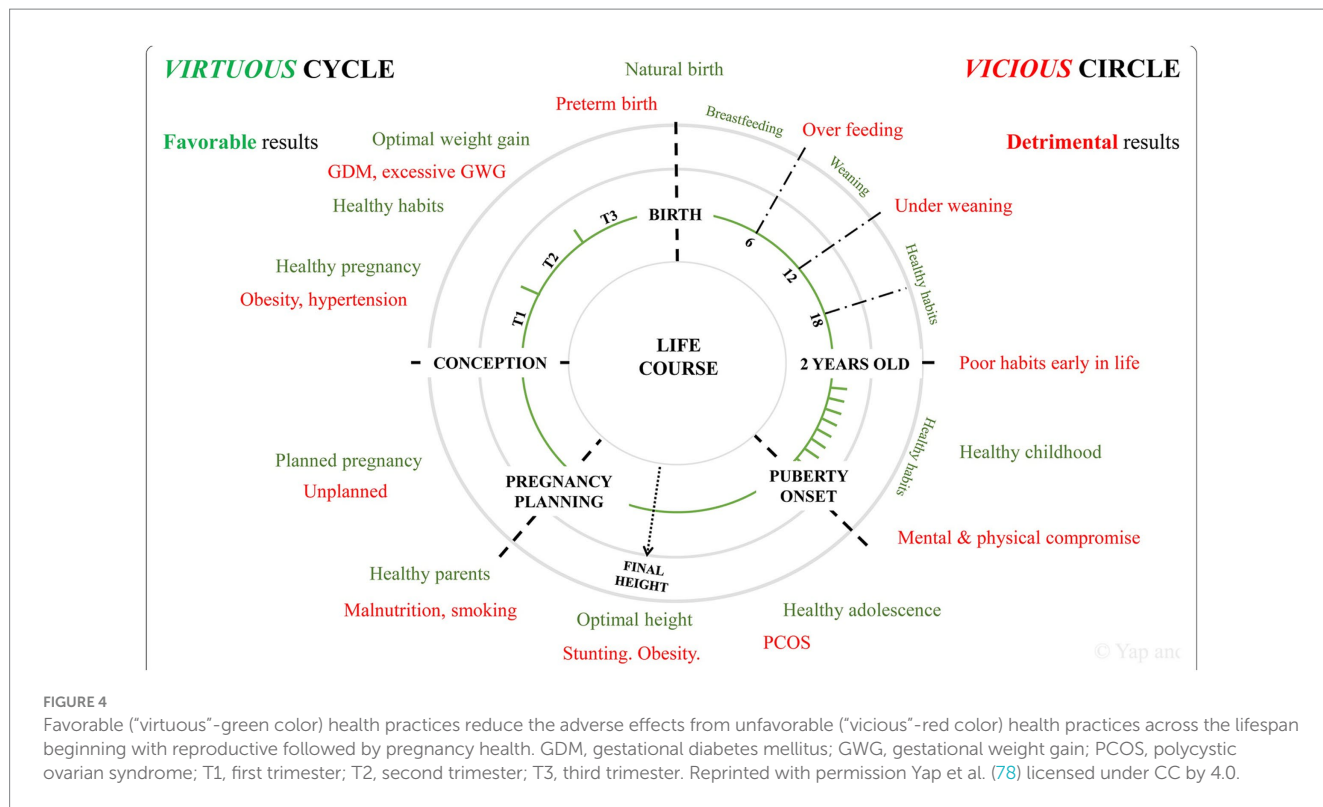 VIRTUOUS CYCLE
VICIOUS CIRCLE
Favorable results
Detrimental results
Natural birth
Preterm birth
Breastfeeding
Over feeding
Weaning
Under weaning
Healthy habits
Optimal weight gain
GDM, excessive GWG
Healthy habits
Healthy pregnancy
Obesity, hypertension
T3
T2
T1
BIRTH
6
12
18
CONCEPTION
LIFE
COURSE
2 YEARS OLD
Poor habits early in life
Healthy habits
Healthy childhood
Planned pregnancy
Unplanned
PREGNANCY
PLANNING
PUBERTY
ONSET
Mental & physical compromise
Healthy parents
Malnutrition, smoking
FINAL
HEIGHT
Optimal height
Stunting. Obesity.
Healthy adolescence
PCOS
© Yap and
FIGURE 4
Favorable ("virtuous"-green color) health practices reduce the adverse effects from unfavorable ("vicious"-red color) health practices across the lifespan
beginning with reproductive followed by pregnancy health. GDM, gestational diabetes mellitus; GWG, gestational weight gain; PCOS, polycystic
ovarian syndrome; T1, first trimester; T2, second trimester; T3, third trimester. Reprinted with permission Yap et al. (78) licensed under CC by 4.0.